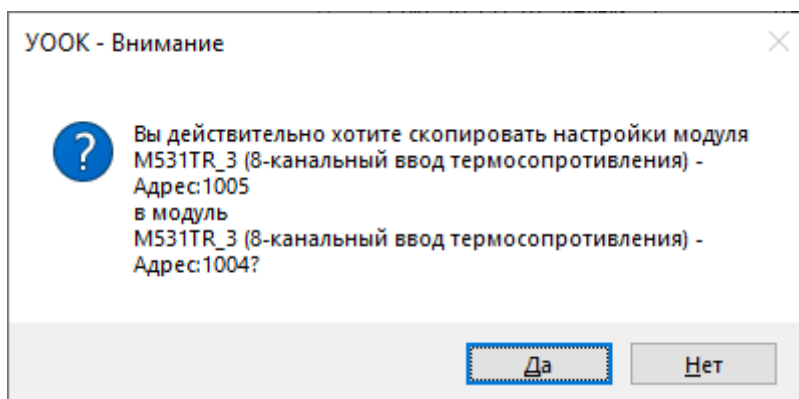 УООК - Внимание
Вы действительно хотите скопировать настройки модуля
M531TR_3 (8-канальный ввод термосопротивления) -
Адрес:1005
в модуль
M531TR_3 (8-канальный ввод термосопротивления) -
Адрес:1004?
Да
Нет